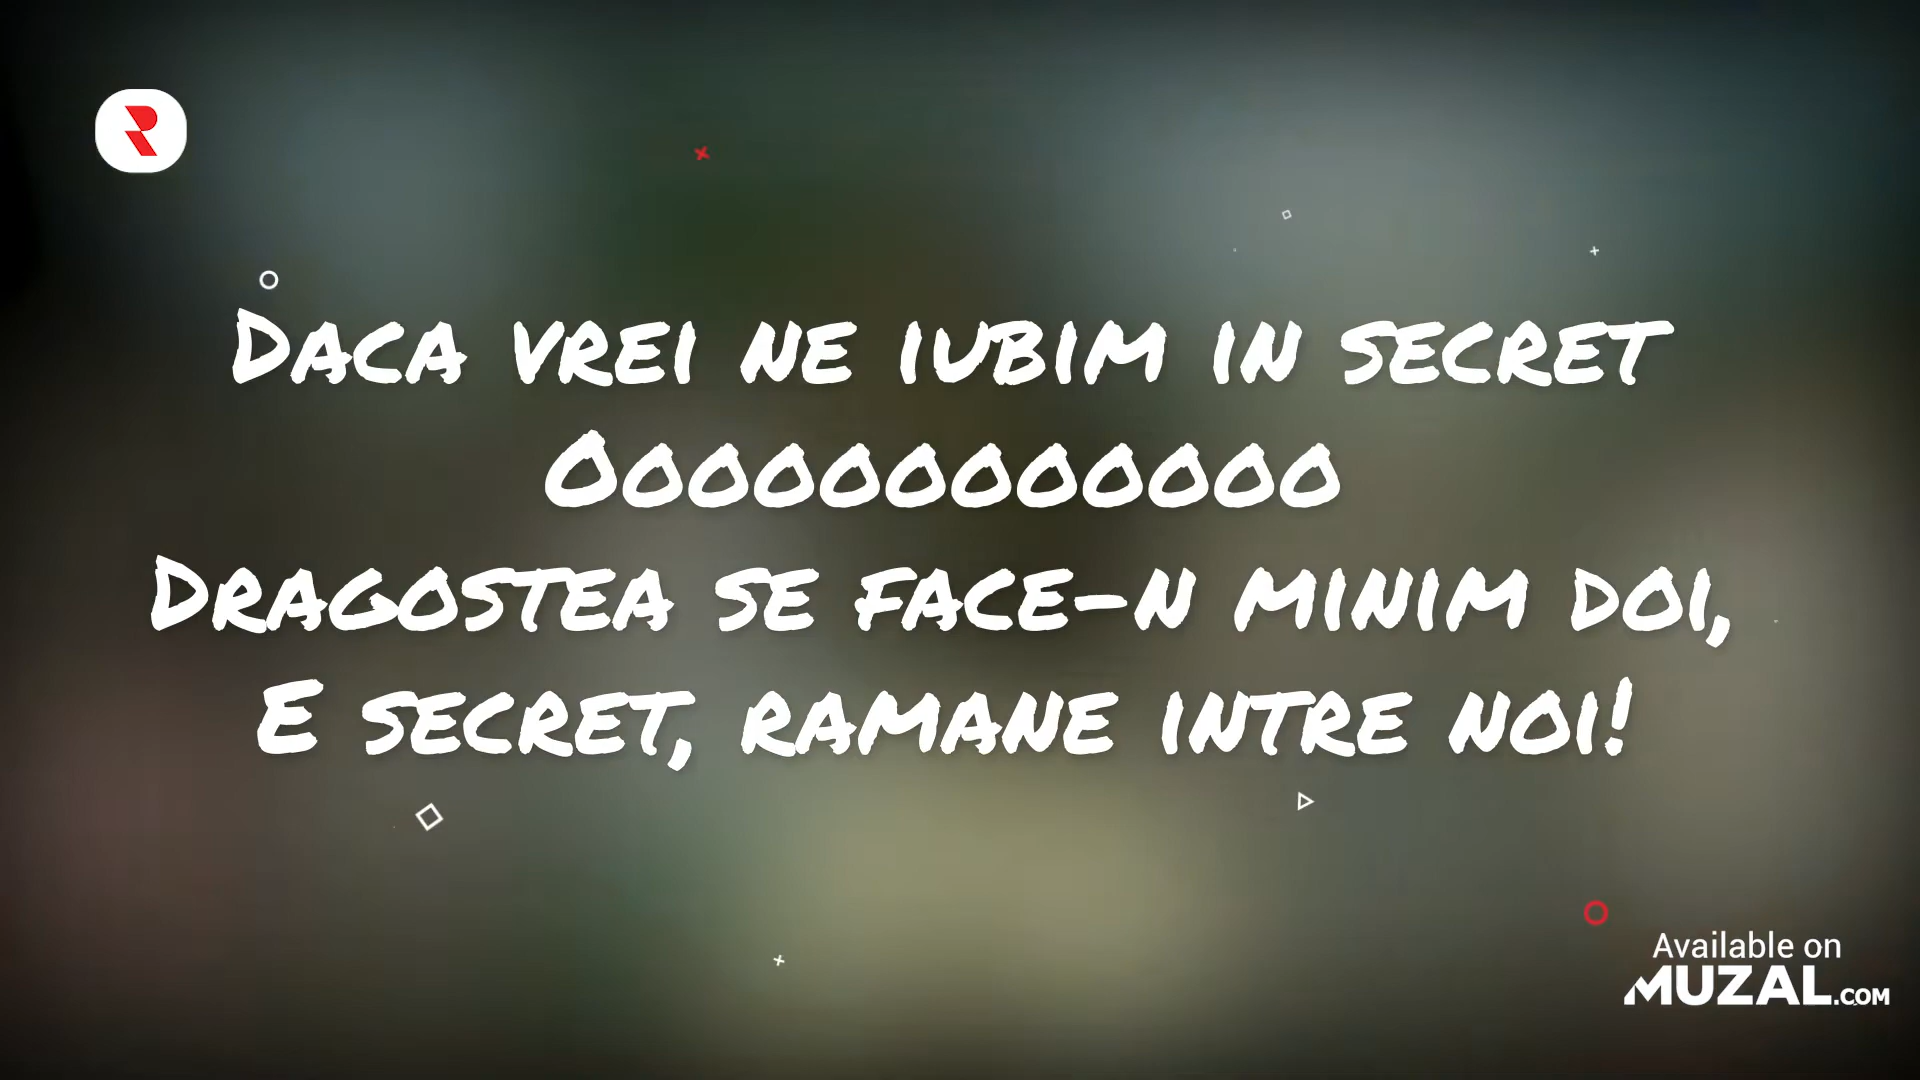 Daca vrei ne iubim in secret
Oooooooooooo
Dragostea se face-n minim doi,
E secret, ramane intre noi!
Available on
MUZAL.COM